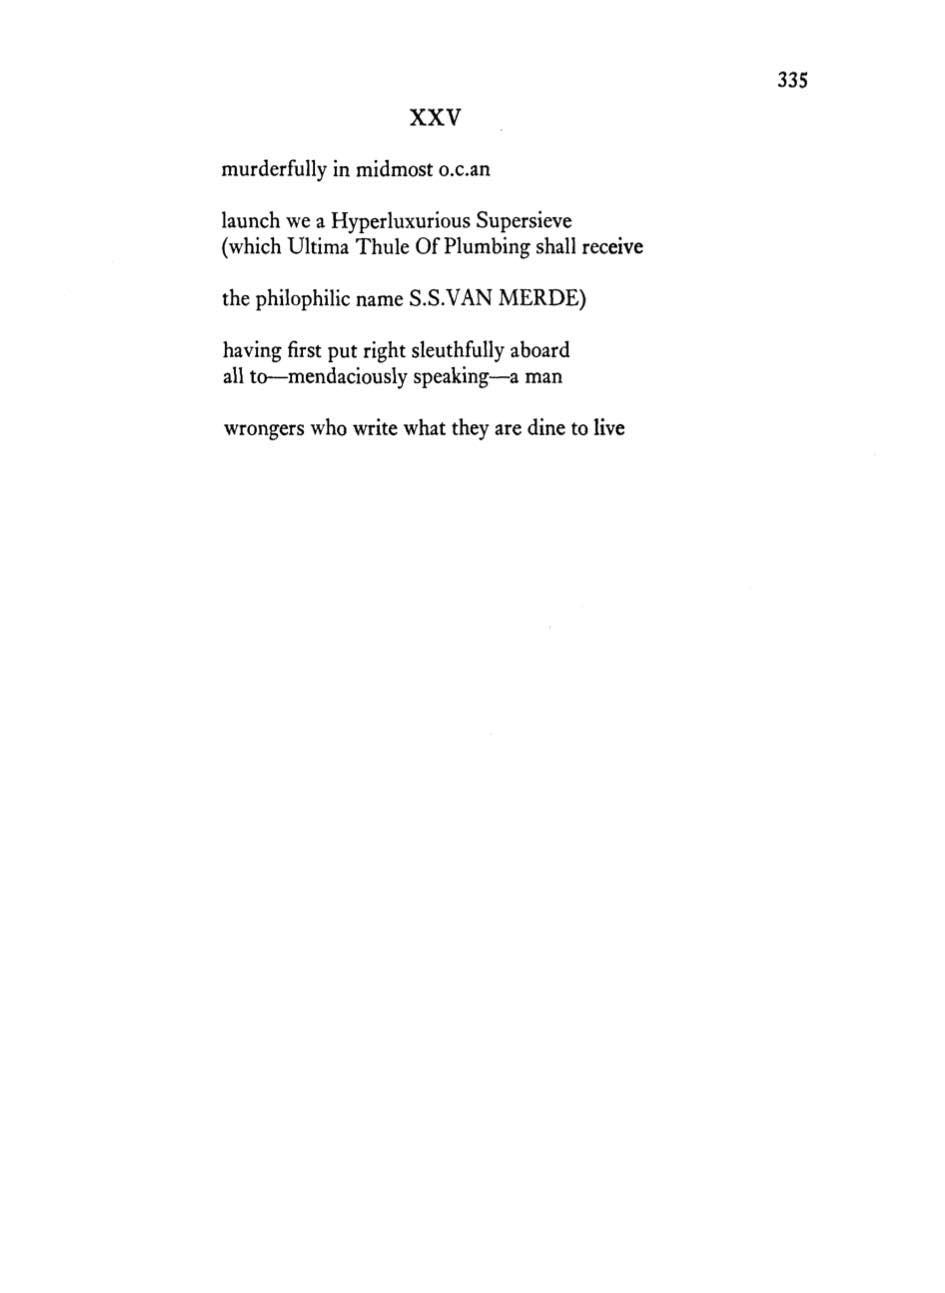 335
XXV
murderfully in midmost o.c.an
launch we a Hyperluxurious Supersieve
(which Ultima Thule Of Plumbing shall receive
the philophilic name S.S.VAN MERDE)
having first put right sleuthfully aboard
all to—mendaciously speaking—a man
wrongers who write what they are dine to live